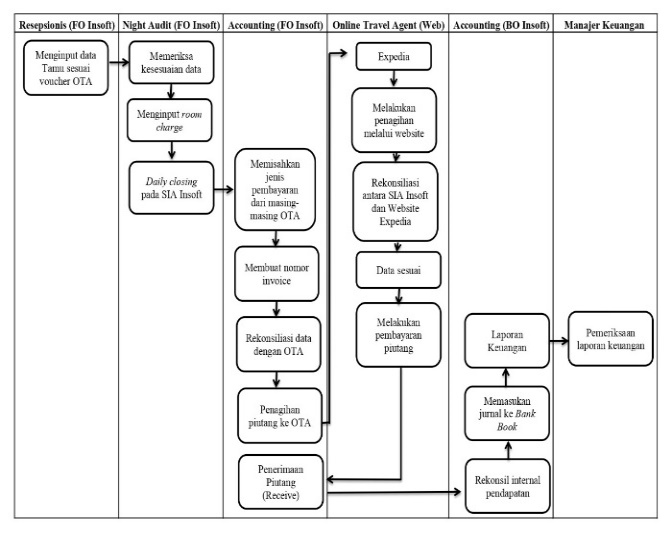 Resepsionis (FO Insoft)
Night Audit (FO Insoft)
Accounting (FO Insoft)
Online Travel Agent (Web)
Accounting (BO Insoft)
Manajer Keuangan
Menginput data
Tamu sesuai
voucher OTA
Memeriksa
kesesuaian data
Menginput room
charge
Daily closing
pada SIA Insoft
Memisahkan
jenis
pembayaran
dari masing-
masing OTA
Membuat nomor
invoice
Rekonsiliasi data
dengan OTA
Penagihan
piutang ke OTA
Penerimaan
Piutang
(Receive)
Expedia
Melakukan
penagihan
melalui website
Rekonsiliasi
antara SIA Insoft
dan Website
Expedia
Data sesuai
Melakukan
pembayaran
piutang
Laporan
Keuangan
Memasukan
jurnal ke Bank
Book
Rekonsil internal
pendapatan
Pemeriksaan
laporan keuangan